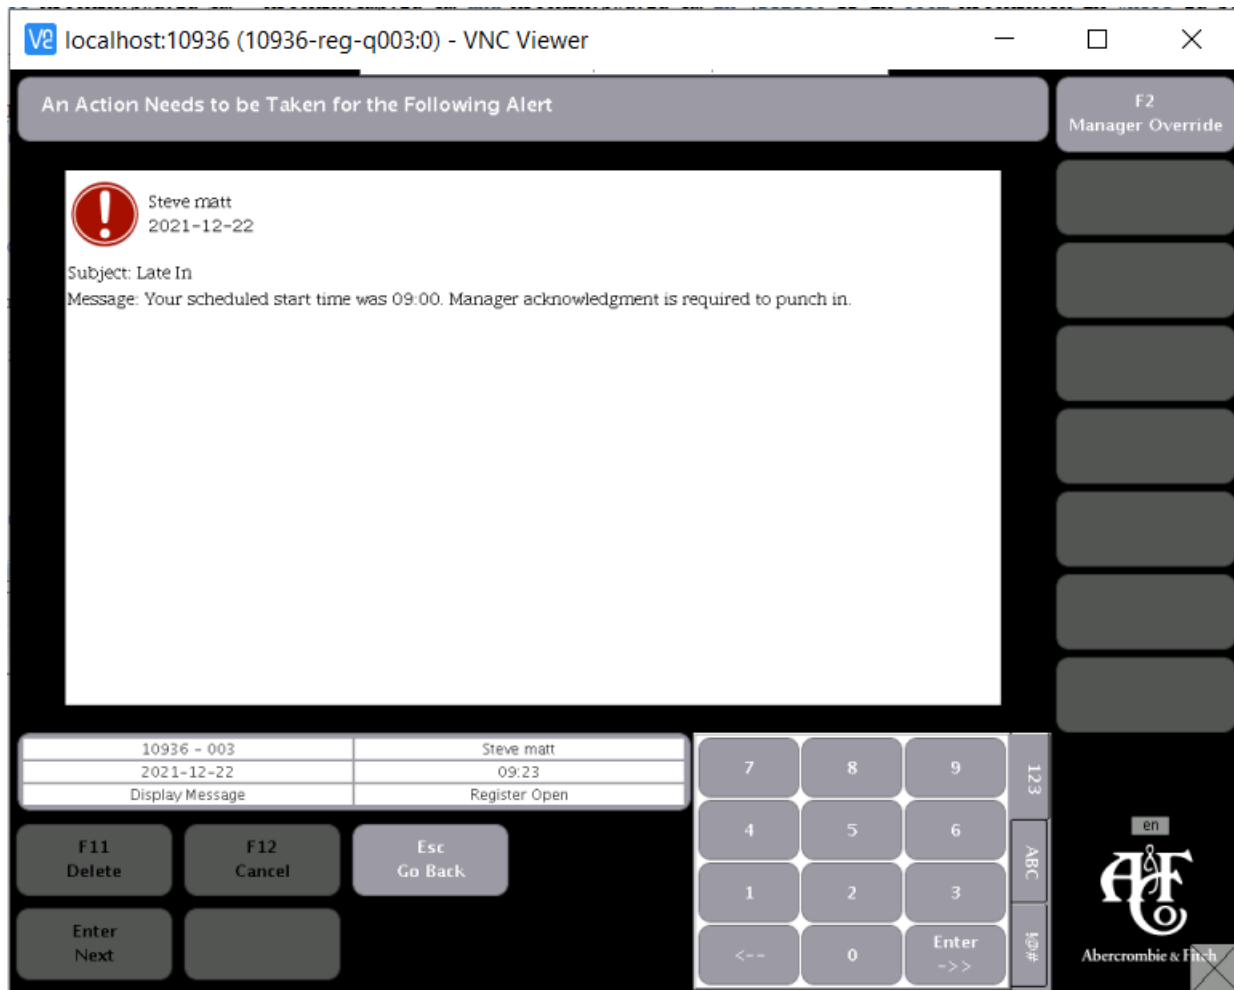 localhost:10936 (10936-reg-q003:0) - VNC Viewer
An Action Needs to be Taken for the Following Alert
F2
Manager Override
Steve matt
2021-12-22
Subject: Late In
Message: Your scheduled start time was 09:00. Manager acknowledgment is required to punch in.
10936 - 003
Steve matt
2021-12-22
09:23
Display Message
Register Open
F11
Delete
F12
Cancel
Esc
Go Back
Enter
Next
7
8
9
4
5
6
1
2
3
<--
0
Enter
->>
123
ABC
!@#
en
A&F
Co
Abercrombie & Fitch